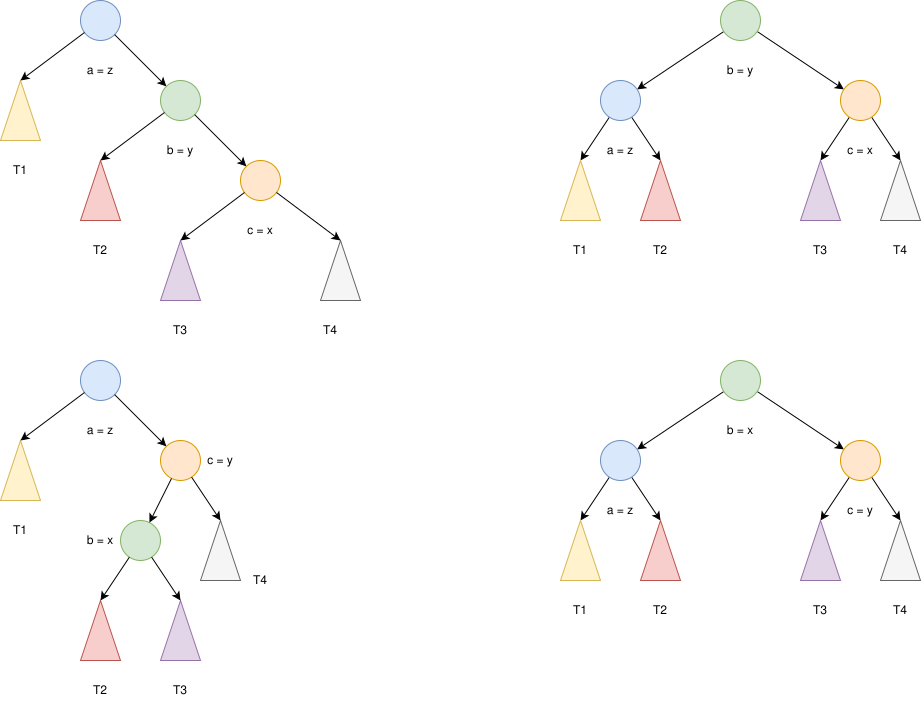 a = z
T1
b = y
T2
c = x
T3
T4
b = y
a = z
c = x
T1
T2
T3
T4
a = z
T1
c = y
b = x
T4
T2
T3
b = x
a = z
c = y
T1
T2
T3
T4